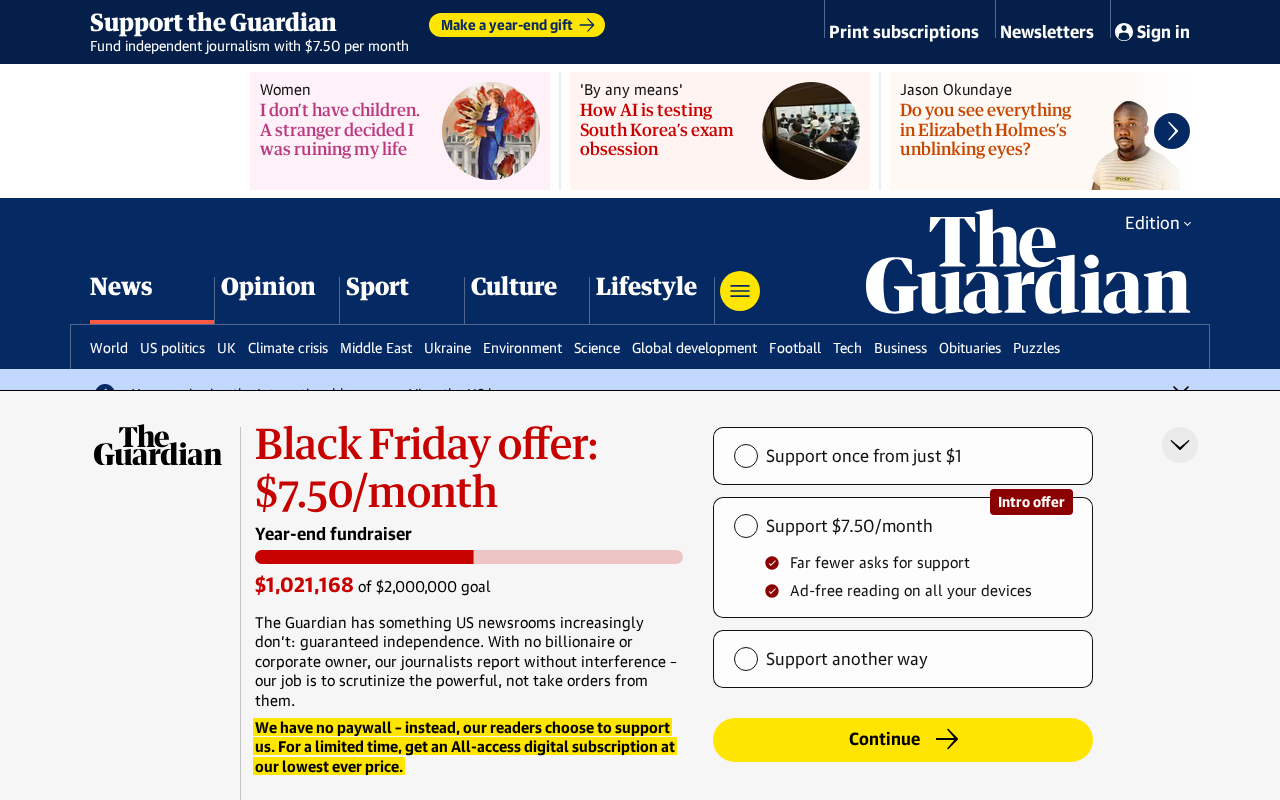 Support the Guardian
Fund independent journalism with $7.50 per month
Make a year-end gift
Print subscriptions
Newsletters
Sign in
Women
I don't have children.
A stranger decided I
was ruining my life
'By any means'
How AI is testing
South Korea's exam
obsession
Jason Okundaye
Do you see everything
in Elizabeth Holmes's
unblinking eyes?
Edition
The
Guardian
News
Opinion
Sport
Culture
Lifestyle
World
US politics
UK
Climate crisis
Middle East
Ukraine
Environment
Science
Global development
Football
Tech
Business
Obituaries
Puzzles
The
Guardian
Black Friday offer:
$7.50/month
Year-end fundraiser
$1,021,168 of $2,000,000 goal
The Guardian has something US newsrooms increasingly
don't: guaranteed independence. With no billionaire or
corporate owner, our journalists report without interference –
our job is to scrutinize the powerful, not take orders from
them.
We have no paywall – instead, our readers choose to support
us. For a limited time, get an All-access digital subscription at
our lowest ever price.
Support once from just $1
Intro offer
Support $7.50/month
Far fewer asks for support
Ad-free reading on all your devices
Support another way
Continue